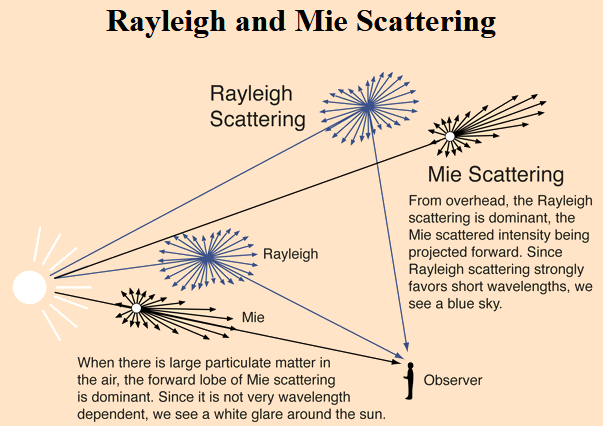 Rayleigh and Mie Scattering
Rayleigh
Scattering
Mie Scattering
From overhead, the Rayleigh
scattering is dominant, the
Mie scattered intensity being
projected forward. Since
Rayleigh scattering strongly
favors short wavelengths, we
see a blue sky.
Rayleigh
Mie
When there is large particulate matter in
the air, the forward lobe of Mie scattering
is dominant. Since it is not very wavelength
dependent, we see a white glare around the sun.
Observer